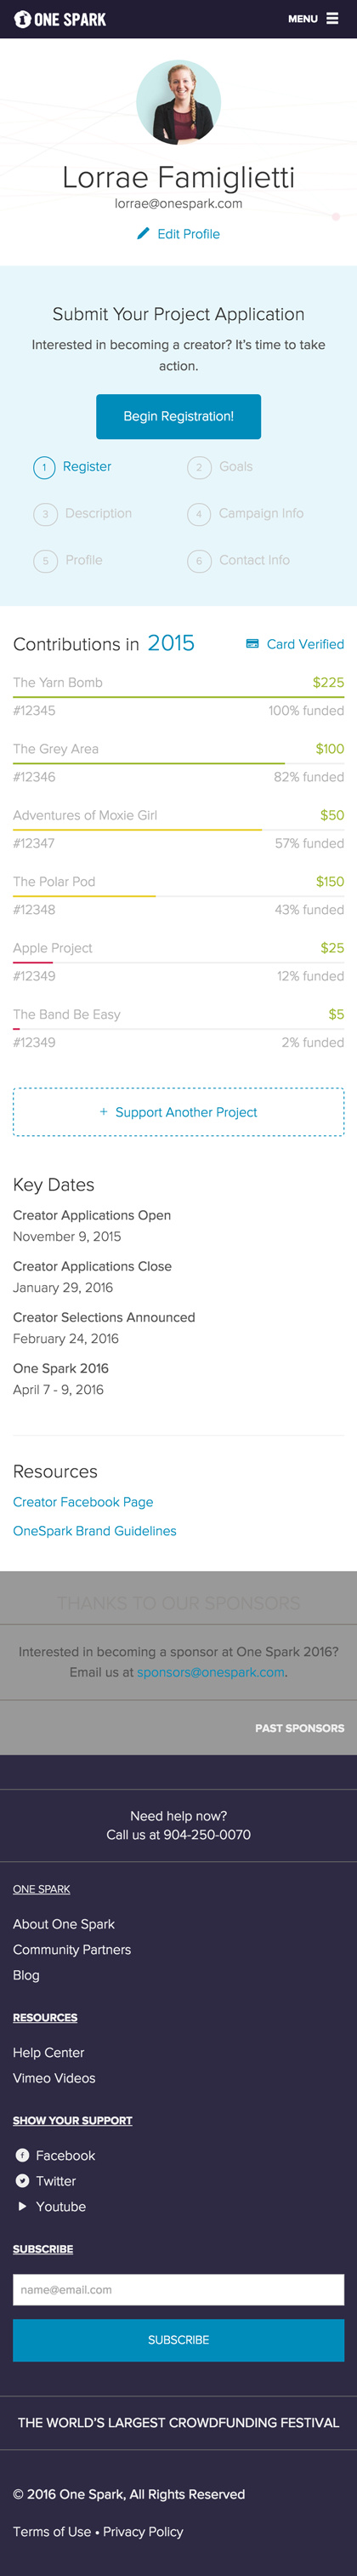 ONE SPARK
MENU
Lorrae Famiglietti
lorrae@onespark.com
Edit Profile
Submit Your Project Application
Interested in becoming a creator? It's time to take
action.
Begin Registration!
1 Register
2 Goals
3 Description
4 Campaign Info
5 Profile
6 Contact Info
Contributions in 2015
Card Verified
The Yarn Bomb $225
#12345 100% funded
The Grey Area $100
#12346 82% funded
Adventures of Moxie Girl $50
#12347 57% funded
The Polar Pod $150
#12348 43% funded
Apple Project $25
#12349 12% funded
The Band Be Easy $5
#12349 2% funded
+ Support Another Project
Key Dates
Creator Applications Open
November 9, 2015
Creator Applications Close
January 29, 2016
Creator Selections Announced
February 24, 2016
One Spark 2016
April 7 - 9, 2016
Resources
Creator Facebook Page
OneSpark Brand Guidelines
THANKS TO OUR SPONSORS
Interested in becoming a sponsor at One Spark 2016?
Email us at sponsors@onespark.com.
PAST SPONSORS
Need help now?
Call us at 904-250-0070
ONE SPARK
About One Spark
Community Partners
Blog
RESOURCES
Help Center
Vimeo Videos
SHOW YOUR SUPPORT
Facebook
Twitter
Youtube
SUBSCRIBE
name@email.com
SUBSCRIBE
THE WORLD'S LARGEST CROWDFUNDING FESTIVAL
© 2016 One Spark, All Rights Reserved
Terms of Use • Privacy Policy